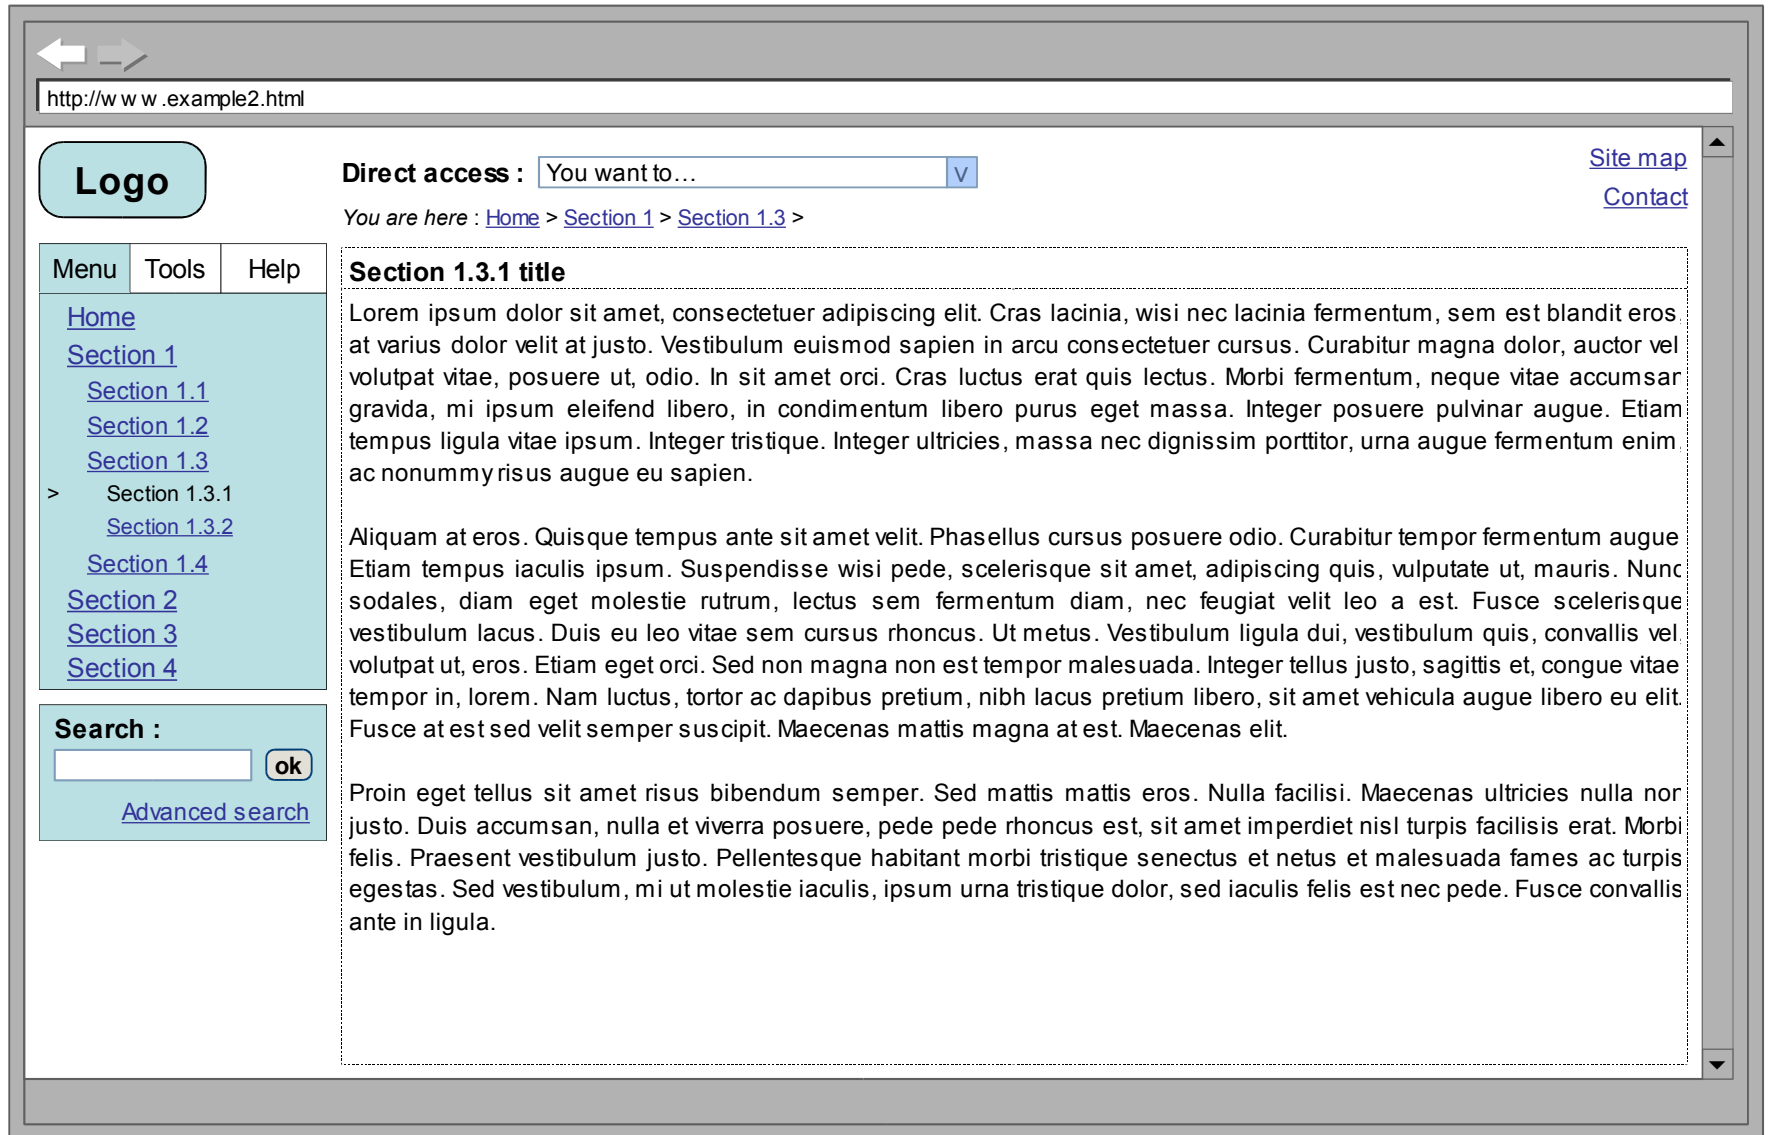 http://www.example2.html
Logo
Direct access : You want to... V
Site map
Contact
You are here : Home > Section 1 > Section 1.3 >
Menu Tools Help
Home
Section 1
Section 1.1
Section 1.2
Section 1.3
> Section 1.3.1
Section 1.3.2
Section 1.4
Section 2
Section 3
Section 4
Search :
ok
Advanced search
Section 1.3.1 title
Lorem ipsum dolor sit amet, consectetuer adipiscing elit. Cras lacinia, wisi nec lacinia fermentum, sem est blandit eros,
at varius dolor velit at justo. Vestibulum euismod sapien in arcu consectetuer cursus. Curabitur magna dolor, auctor vel
volutpat vitae, posuere ut, odio. In sit amet orci. Cras luctus erat quis lectus. Morbi fermentum, neque vitae accumsan
gravida, mi ipsum eleifend libero, in condimentum libero purus eget massa. Integer posuere pulvinar augue. Etiam
tempus ligula vitae ipsum. Integer tristique. Integer ultricies, massa nec dignissim porttitor, urna augue fermentum enim,
ac nonummy risus augue eu sapien.
Aliquam at eros. Quisque tempus ante sit amet velit. Phasellus cursus posuere odio. Curabitur tempor fermentum augue
Etiam tempus iaculis ipsum. Suspendisse wisi pede, scelerisque sit amet, adipiscing quis, vulputate ut, mauris. Nunc
sodales, diam eget molestie rutrum, lectus sem fermentum diam, nec feugiat velit leo a est. Fusce scelerisque
vestibulum lacus. Duis eu leo vitae sem cursus rhoncus. Ut metus. Vestibulum ligula dui, vestibulum quis, convallis vel,
volutpat ut, eros. Etiam eget orci. Sed non magna non est tempor malesuada. Integer tellus justo, sagittis et, congue vitae
tempor in, lorem. Nam luctus, tortor ac dapibus pretium, nibh lacus pretium libero, sit amet vehicula augue libero eu elit.
Fusce at est sed velit semper suscipit. Maecenas mattis magna at est. Maecenas elit.
Proin eget tellus sit amet risus bibendum semper. Sed mattis mattis eros. Nulla facilisi. Maecenas ultricies nulla non
justo. Duis accumsan, nulla et viverra posuere, pede pede rhoncus est, sit amet imperdiet nisl turpis facilisis erat. Morbi
felis. Praesent vestibulum justo. Pellentesque habitant morbi tristique senectus et netus et malesuada fames ac turpis
egestas. Sed vestibulum, mi ut molestie iaculis, ipsum urna tristique dolor, sed iaculis felis est nec pede. Fusce convallis
ante in ligula.